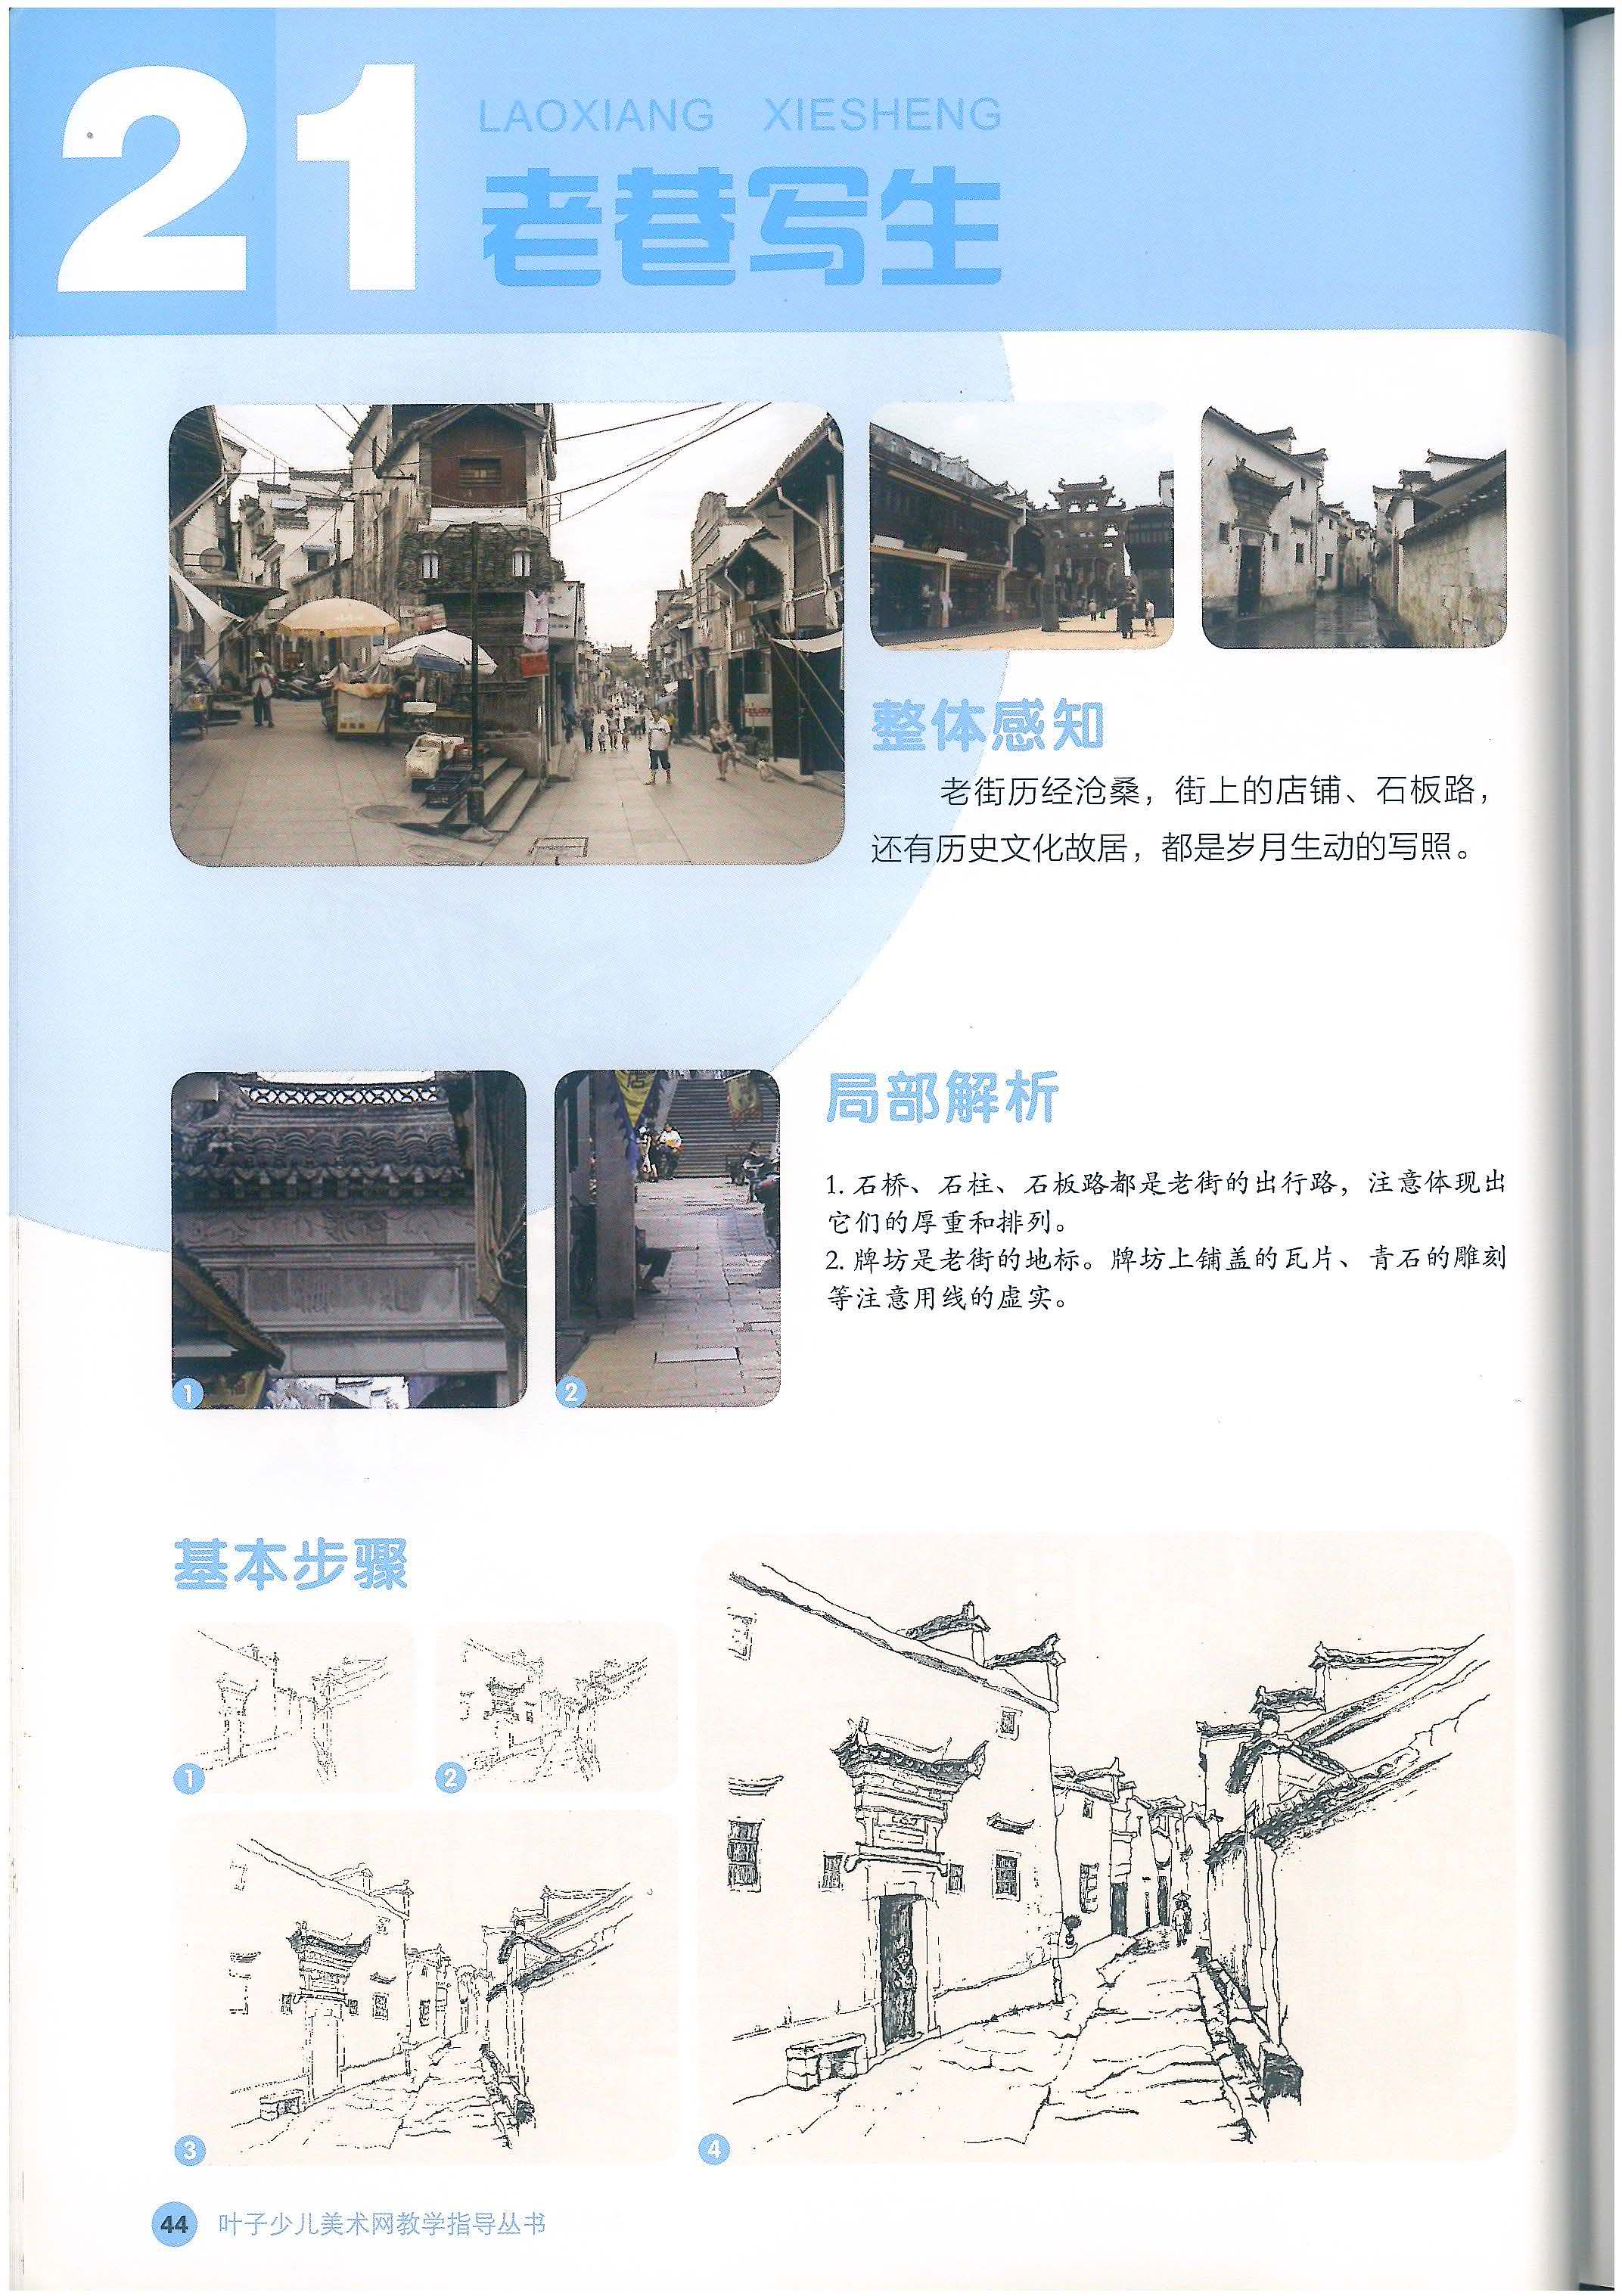 21
LAOXIANG XIESHENG
老巷写生
整体感知
老街历经沧桑，街上的店铺、石板路，
还有历史文化故居，都是岁月生动的写照。
局部解析
1. 石桥、石柱、石板路都是老街的出行路，注意体现出
它们的厚重和排列。
2. 牌坊是老街的地标。牌坊上铺盖的瓦片、青石的雕刻
等注意用线的虚实。
1
2
基本步骤
1
2
3
4
44 叶子少儿美术网教学指导丛书